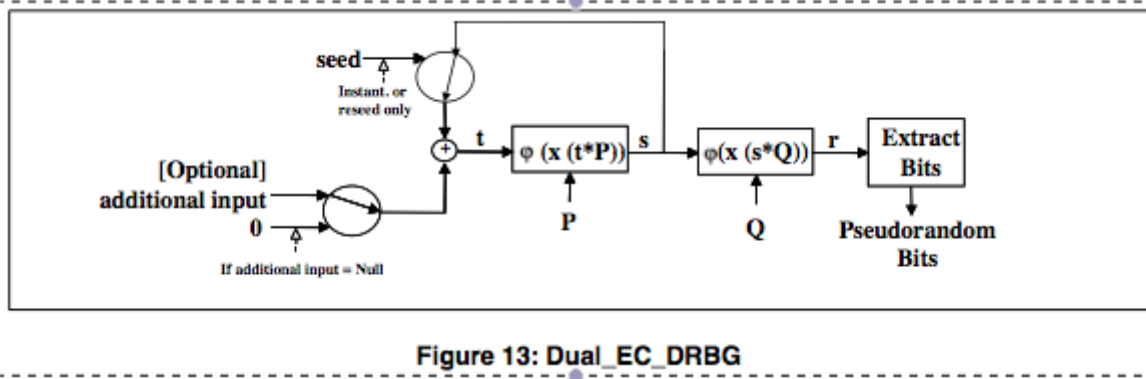 seed
Instant. or
reseed only
t
φ (x (t*P))
s
φ(x (s*Q))
r
Extract
Bits
[Optional]
additional input
0
If additional input = Null
P
Q
Pseudorandom
Bits
+
Figure 13: Dual_EC_DRBG